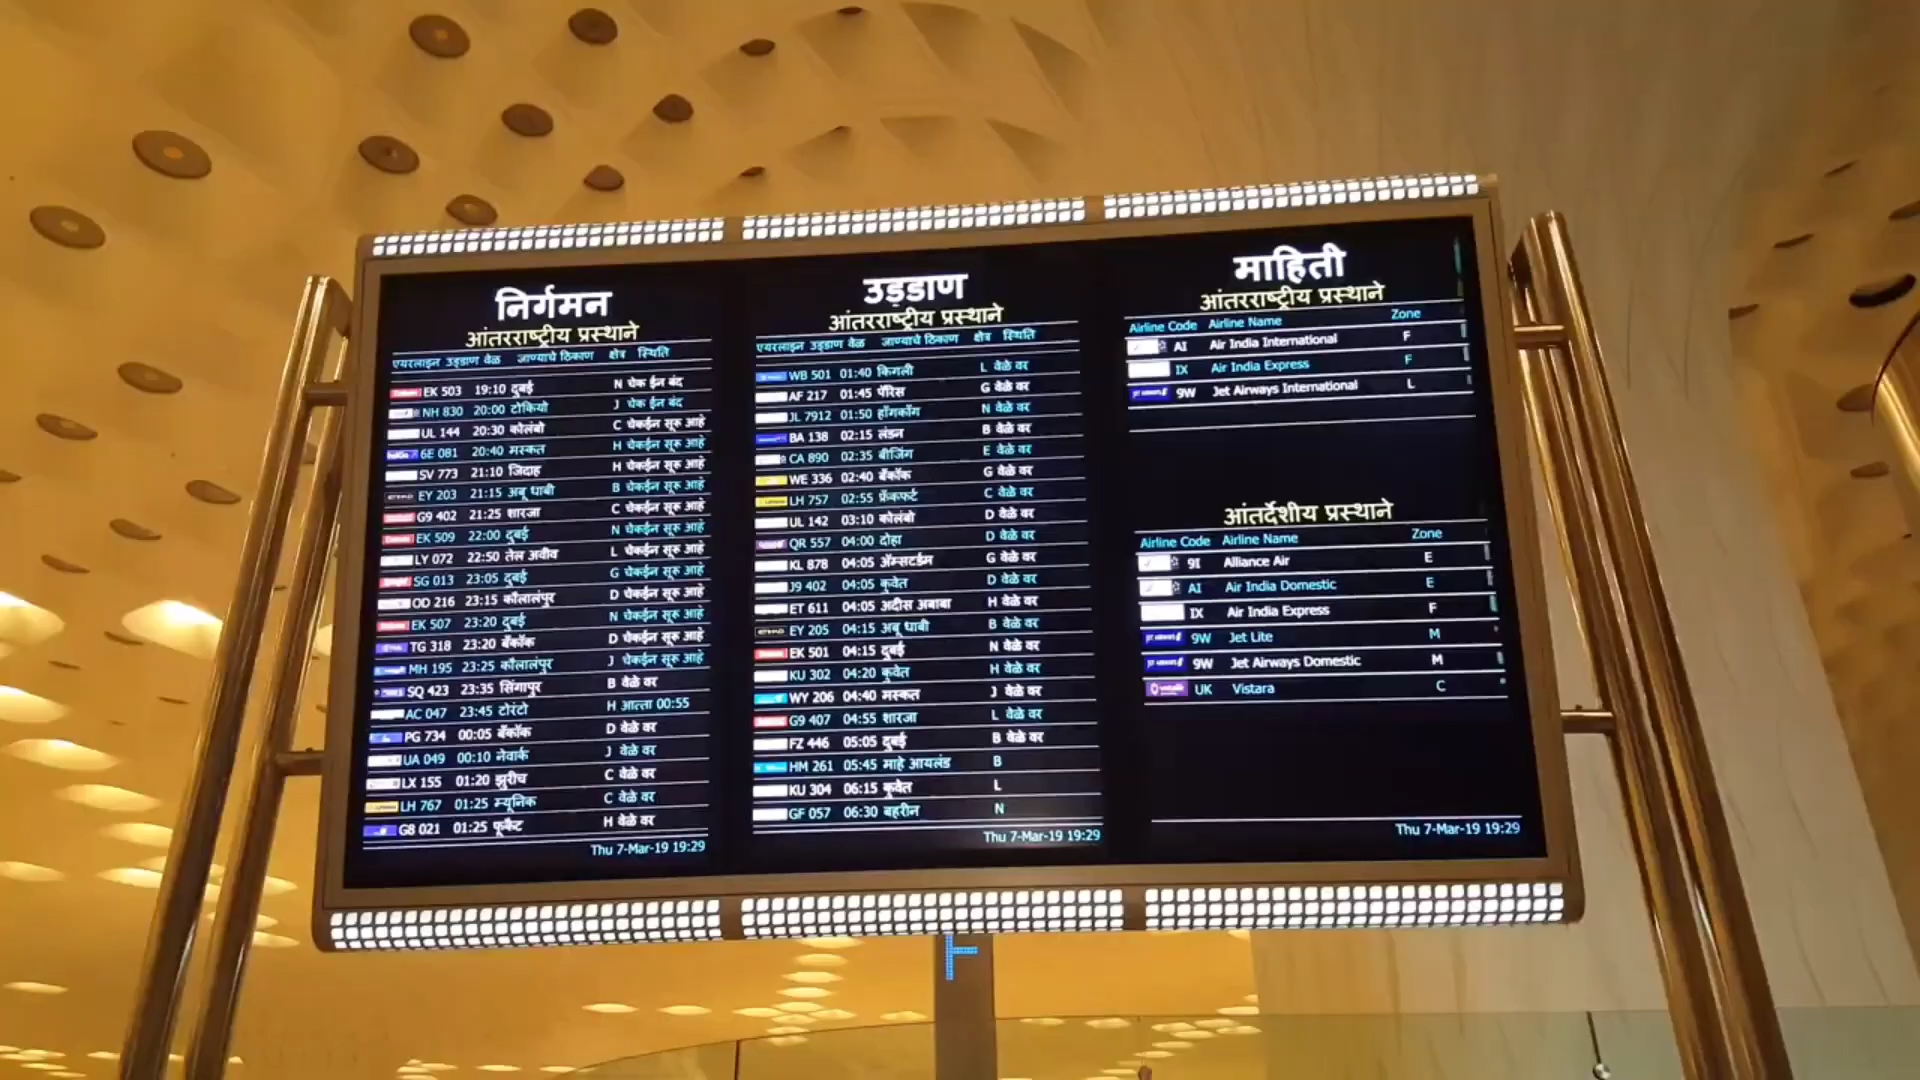 निर्गमन
आंतरराष्ट्रीय प्रस्थाने
एयरलाइन उड्डाण वेळ जाण्याचे ठिकाण क्षेत्र स्थिति
EK 503 19:10 दुबई N चेक ईन बंद
NH 830 20:00 टोकियो J चेक ईन बंद
UL 144 20:30 कोलंबो C चेकईन सूरू आहे
6E 081 20:40 मस्कत H चेकईन सूरू आहे
SV 773 21:10 जिदाह H चेकईन सूरू आहे
EY 203 21:15 अबू धाबी B चेकईन सूरू आहे
G9 402 21:25 शारजा C चेकईन सूरू आहे
EK 509 22:00 दुबई N चेकईन सूरू आहे
LY 072 22:50 तेल अवीव L चेकईन सूरू आहे
SG 013 23:05 दुबई G चेकईन सूरू आहे
OD 216 23:15 कौलालंपुर D चेकईन सूरू आहे
EK 507 23:20 दुबई N चेकईन सूरू आहे
TG 318 23:20 बँकॉक D चेकईन सूरू आहे
MH 195 23:25 कौलालंपुर J चेकईन सूरू आहे
SQ 423 23:35 सिंगापुर B वेळे वर
AC 047 23:45 टोरंटो H आत्ता 00:55
PG 734 00:05 बँकॉक D वेळे वर
UA 049 00:10 नेवार्क J वेळे वर
LX 155 01:20 झुरीच C वेळे वर
LH 767 01:25 म्यूनिक C वेळे वर
G8 021 01:25 फूकैट H वेळे वर
Thu 7-Mar-19 19:29
उड्डाण
आंतरराष्ट्रीय प्रस्थाने
एयरलाइन उड्डाण वेळ जाण्याचे ठिकाण क्षेत्र स्थिति
WB 501 01:40 किगली L वेळे वर
AF 217 01:45 पॅरिस G वेळे वर
JL 7912 01:50 हाँगकाँग N वेळे वर
BA 138 02:15 लंडन B वेळे वर
CA 890 02:35 बीजिंग E वेळे वर
WE 336 02:40 बँकॉक G वेळे वर
LH 757 02:55 फ्रँकफर्ट C वेळे वर
UL 142 03:10 कोलंबो D वेळे वर
QR 557 04:00 दोहा D वेळे वर
KL 878 04:05 ॲम्सटर्डम G वेळे वर
J9 402 04:05 कुवेत D वेळे वर
ET 611 04:05 अदीस अबाबा H वेळे वर
EY 205 04:15 अबू धाबी B वेळे वर
EK 501 04:15 दुबई N वेळे वर
KU 302 04:20 कुवेत H वेळे वर
WY 206 04:40 मस्कत J वेळे वर
G9 407 04:55 शारजा L वेळे वर
FZ 446 05:05 दुबई B वेळे वर
HM 261 05:45 माहे आयलंड B
KU 304 06:15 कुवेत L
GF 057 06:30 बहरीन N
Thu 7-Mar-19 19:29
माहिती
आंतरराष्ट्रीय प्रस्थाने
Airline Code Airline Name Zone
AI Air India International F
IX Air India Express F
9W Jet Airways International L
आंतर्देशीय प्रस्थाने
Airline Code Airline Name Zone
9I Alliance Air E
AI Air India Domestic E
IX Air India Express F
9W Jet Lite M
9W Jet Airways Domestic M
UK Vistara C
Thu 7-Mar-19 19:29